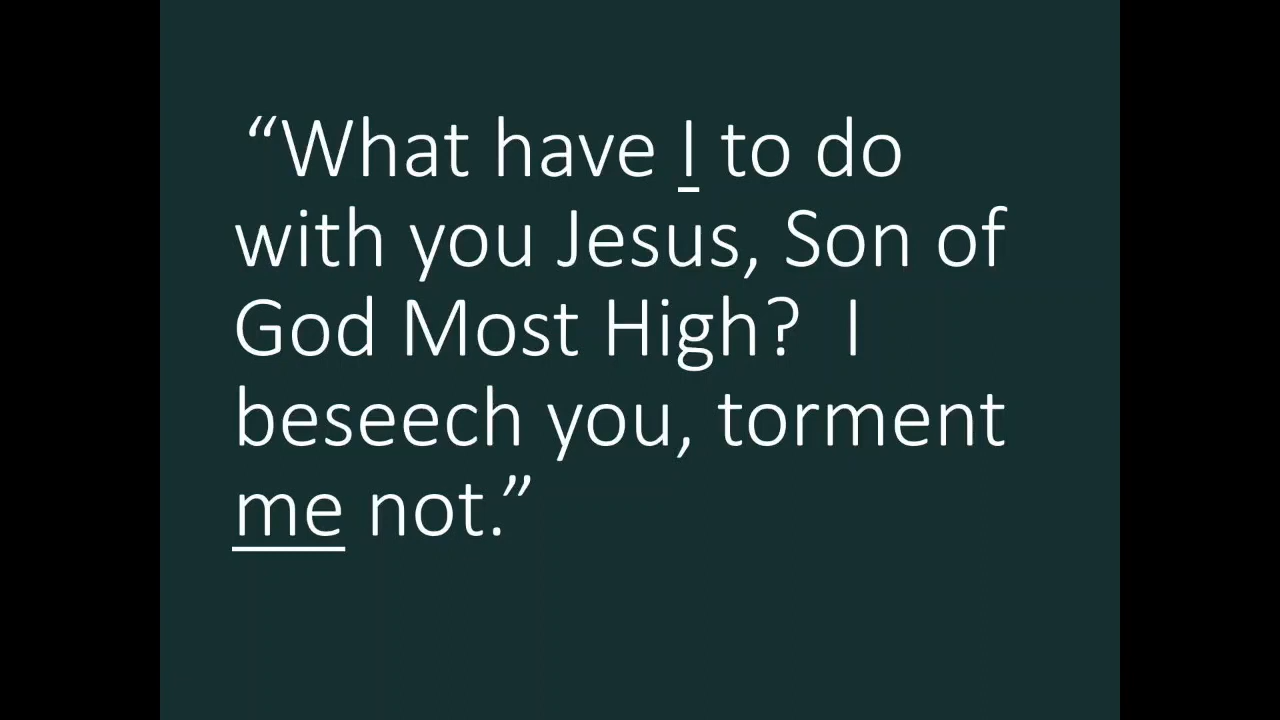 “What have I to do
with you Jesus, Son of
God Most High?  I
beseech you, torment
me not.”